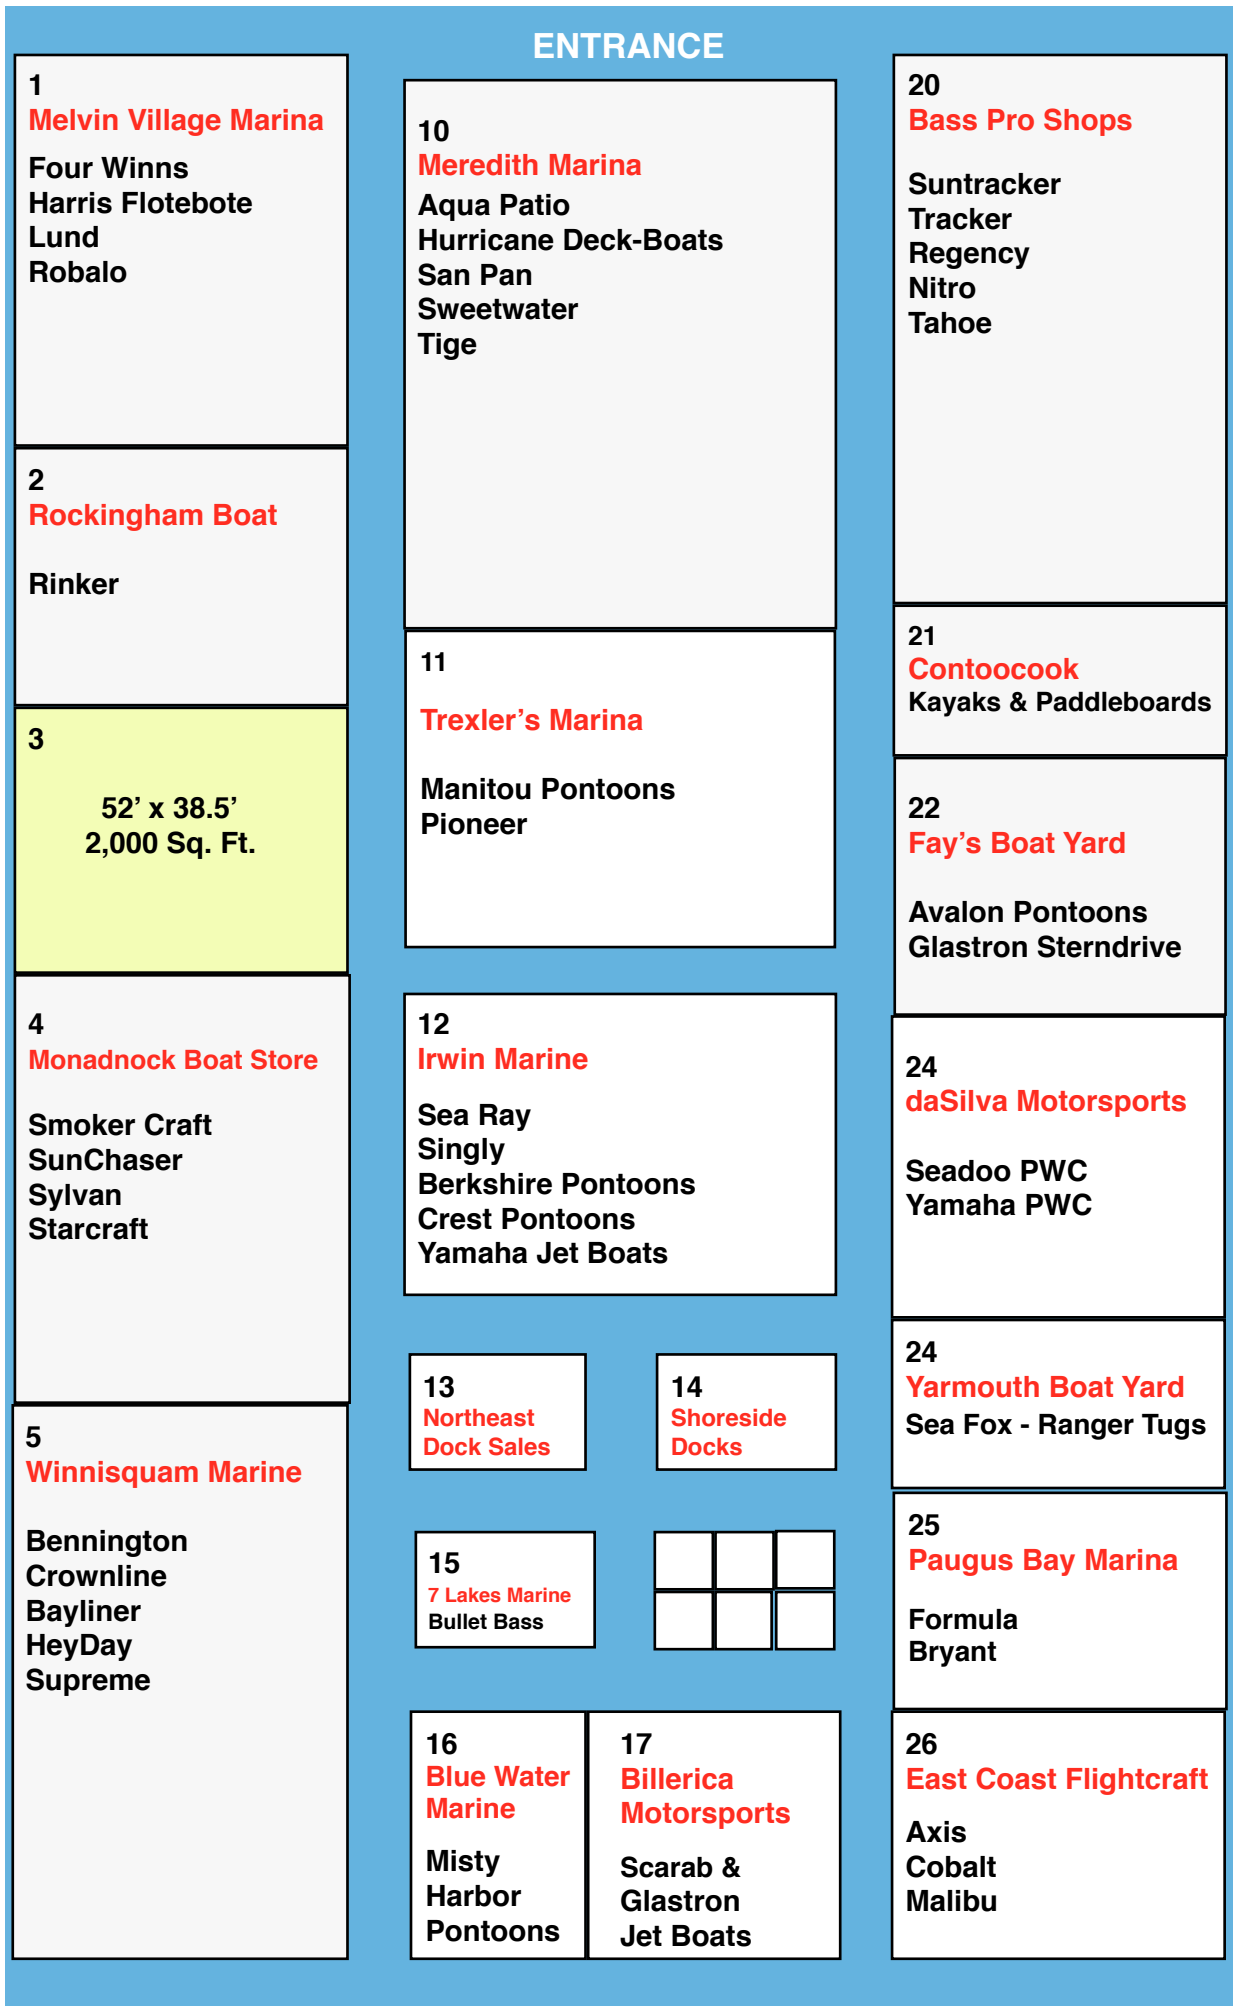 ENTRANCE
1
Melvin Village Marina
Four Winns
Harris Flotebote
Lund
Robalo
2
Rockingham Boat
Rinker
3
52’ x 38.5’
2,000 Sq. Ft.
4
Monadnock Boat Store
Smoker Craft
SunChaser
Sylvan
Starcraft
5
Winnisquam Marine
Bennington
Crownline
Bayliner
HeyDay
Supreme
10
Meredith Marina
Aqua Patio
Hurricane Deck-Boats
San Pan
Sweetwater
Tige
11
Trexler’s Marina
Manitou Pontoons
Pioneer
12
Irwin Marine
Sea Ray
Singly
Berkshire Pontoons
Crest Pontoons
Yamaha Jet Boats
13
Northeast
Dock Sales
14
Shoreside
Docks
15
7 Lakes Marine
Bullet Bass
16
Blue Water
Marine
Misty
Harbor
Pontoons
17
Billerica
Motorsports
Scarab &
Glastron
Jet Boats
20
Bass Pro Shops
Suntracker
Tracker
Regency
Nitro
Tahoe
21
Contoocook
Kayaks & Paddleboards
22
Fay’s Boat Yard
Avalon Pontoons
Glastron Sterndrive
24
daSilva Motorsports
Seadoo PWC
Yamaha PWC
24
Yarmouth Boat Yard
Sea Fox - Ranger Tugs
25
Paugus Bay Marina
Formula
Bryant
26
East Coast Flightcraft
Axis
Cobalt
Malibu